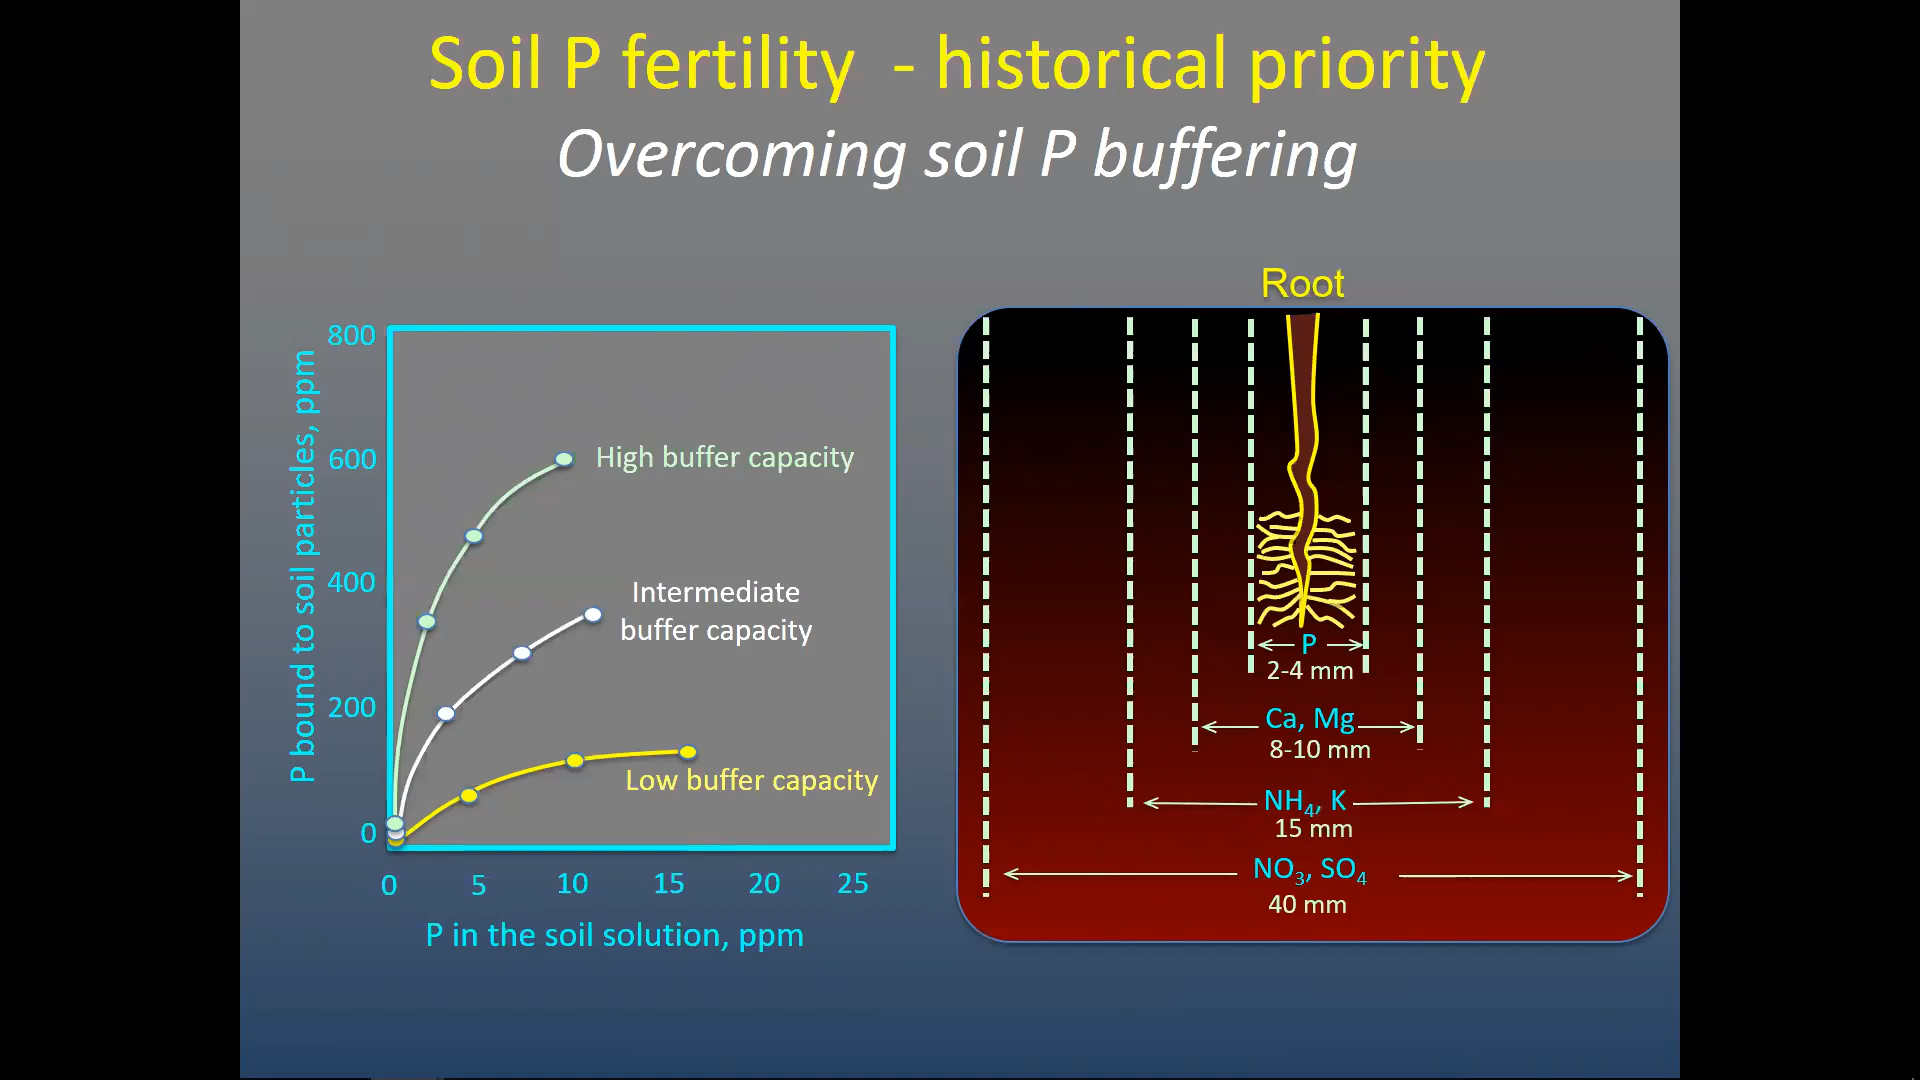 Soil P fertility - historical priority
Overcoming soil P buffering
P bound to soil particles, ppm
800
600
400
200
0
High buffer capacity
Intermediate
buffer capacity
Low buffer capacity
0 5 10 15 20 25
P in the soil solution, ppm
Root
P
2-4 mm
Ca, Mg
8-10 mm
NH₄, K
15 mm
NO₃, SO₄
40 mm